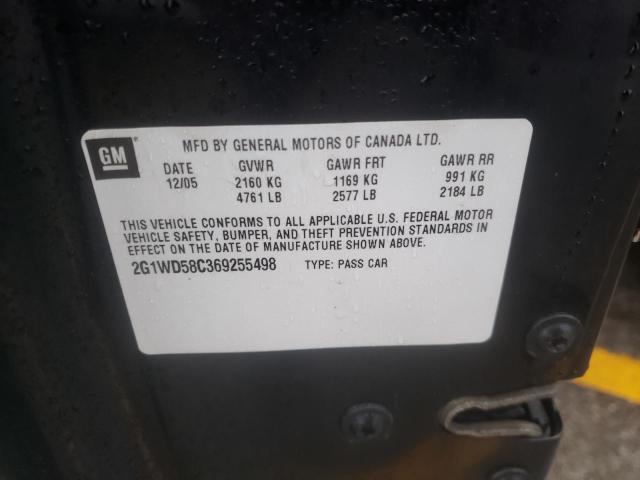 GM
MFD BY GENERAL MOTORS OF CANADA LTD.
DATE GVWR GAWR FRT GAWR RR
12/05 2160 KG 1169 KG 991 KG
4761 LB 2577 LB 2184 LB
THIS VEHICLE CONFORMS TO ALL APPLICABLE U.S. FEDERAL MOTOR
VEHICLE SAFETY, BUMPER, AND THEFT PREVENTION STANDARDS IN
EFFECT ON THE DATE OF MANUFACTURE SHOWN ABOVE.
2G1WD58C369255498 TYPE: PASS CAR